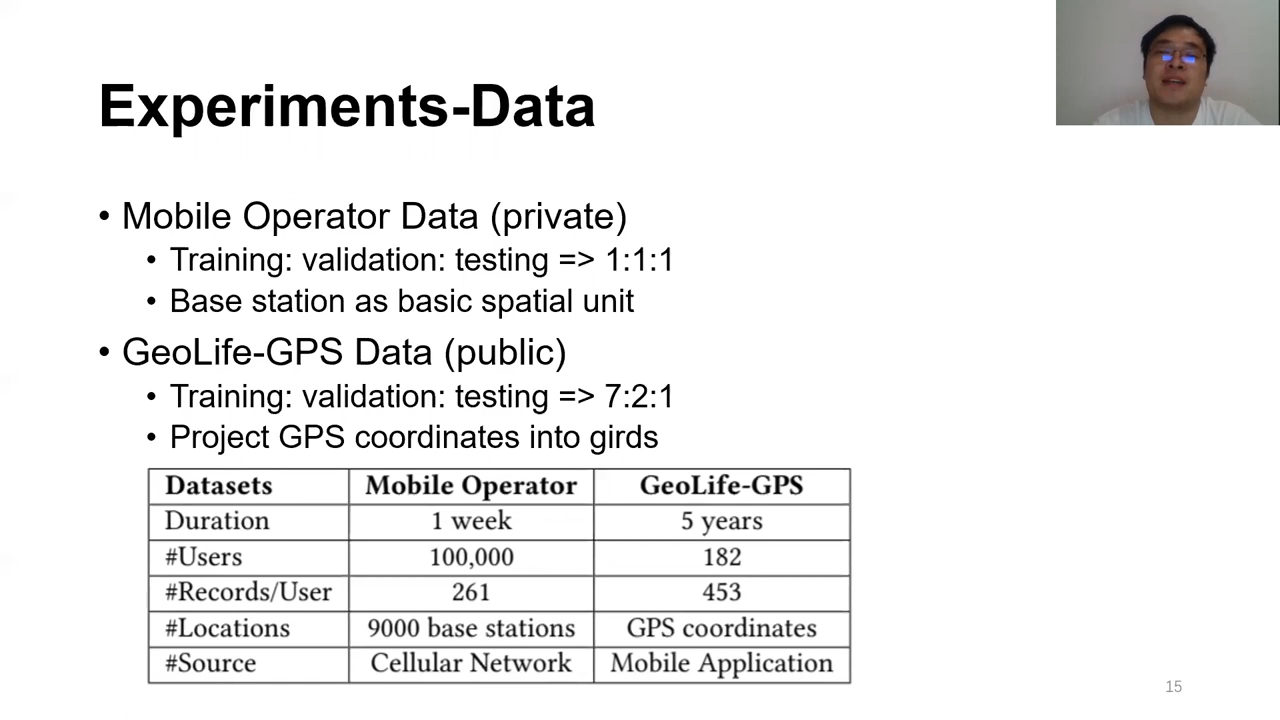 Experiments-Data
• Mobile Operator Data (private)
• Training: validation: testing => 1:1:1
• Base station as basic spatial unit
• GeoLife-GPS Data (public)
• Training: validation: testing => 7:2:1
• Project GPS coordinates into girds
Datasets Mobile Operator GeoLife-GPS
Duration 1 week 5 years
#Users 100,000 182
#Records/User 261 453
#Locations 9000 base stations GPS coordinates
#Source Cellular Network Mobile Application
15